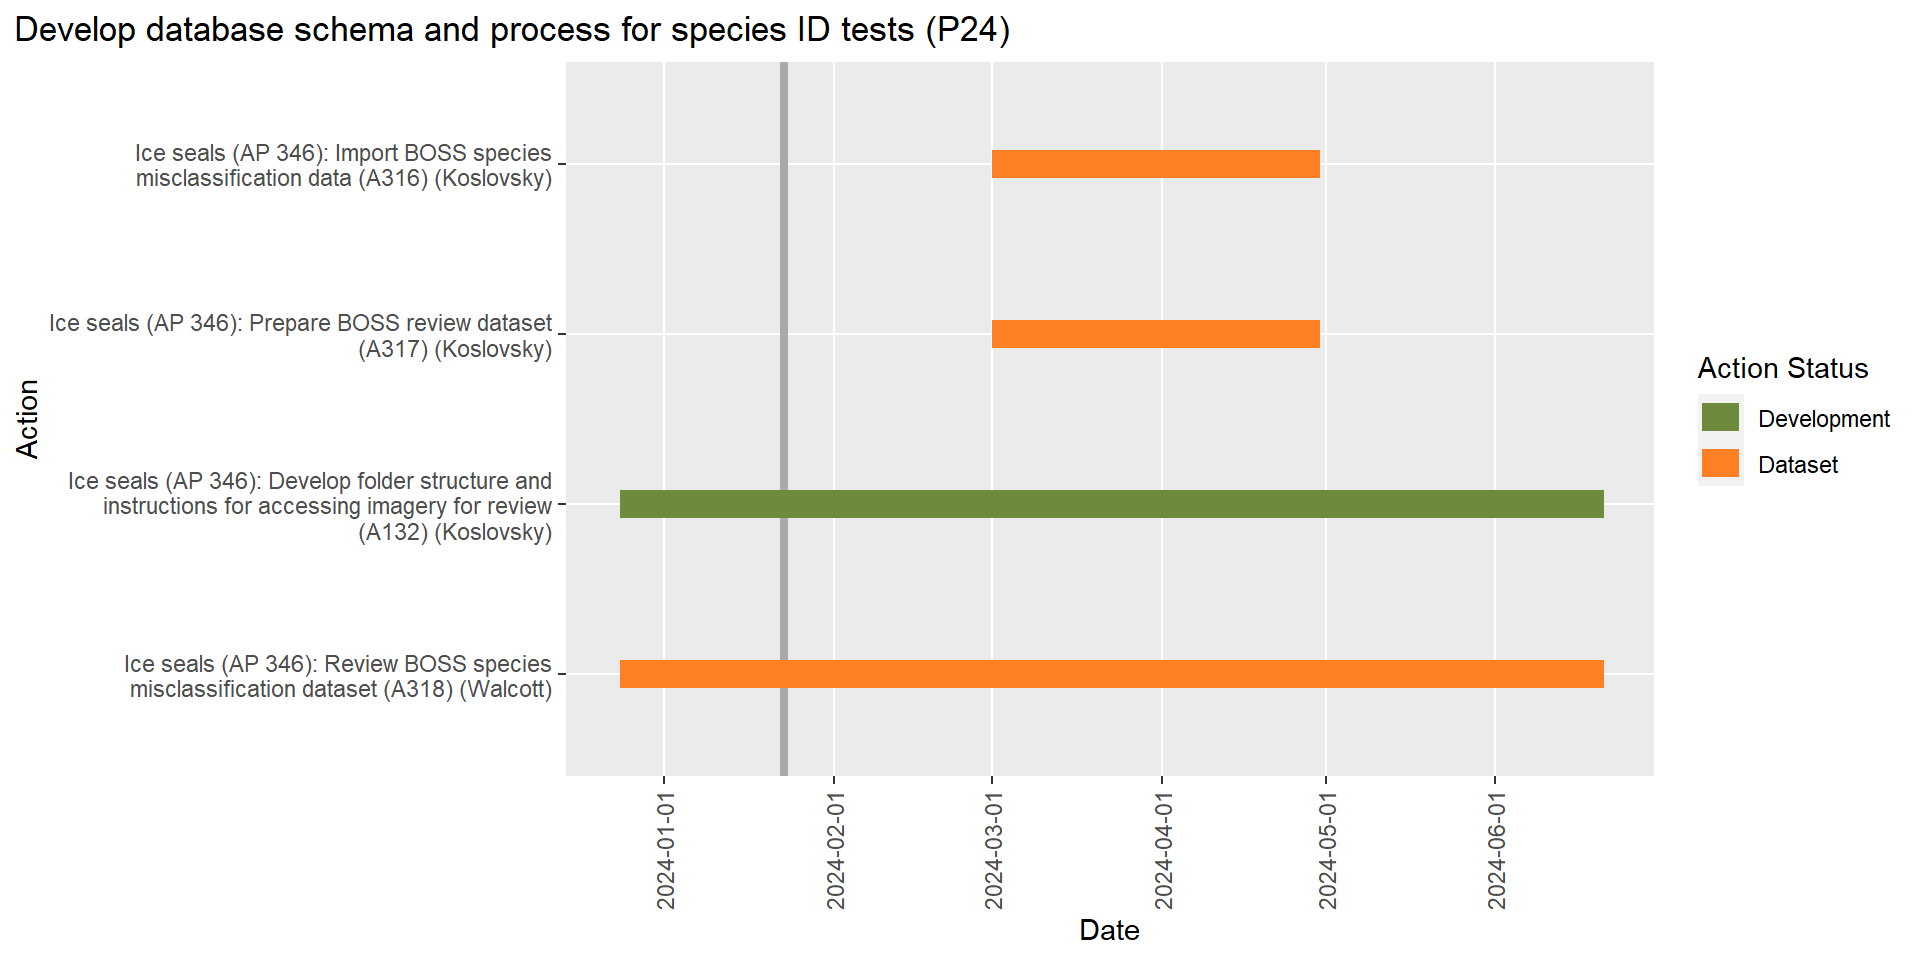 Develop database schema and process for species ID tests (P24)
Action
Ice seals (AP 346): Import BOSS species
misclassification data (A316) (Koslovsky)
Ice seals (AP 346): Prepare BOSS review dataset
(A317) (Koslovsky)
Ice seals (AP 346): Develop folder structure and
instructions for accessing imagery for review
(A132) (Koslovsky)
Ice seals (AP 346): Review BOSS species
misclassification dataset (A318) (Walcott)
2024-01-01
2024-02-01
2024-03-01
2024-04-01
2024-05-01
2024-06-01
Date
Action Status
Development
Dataset